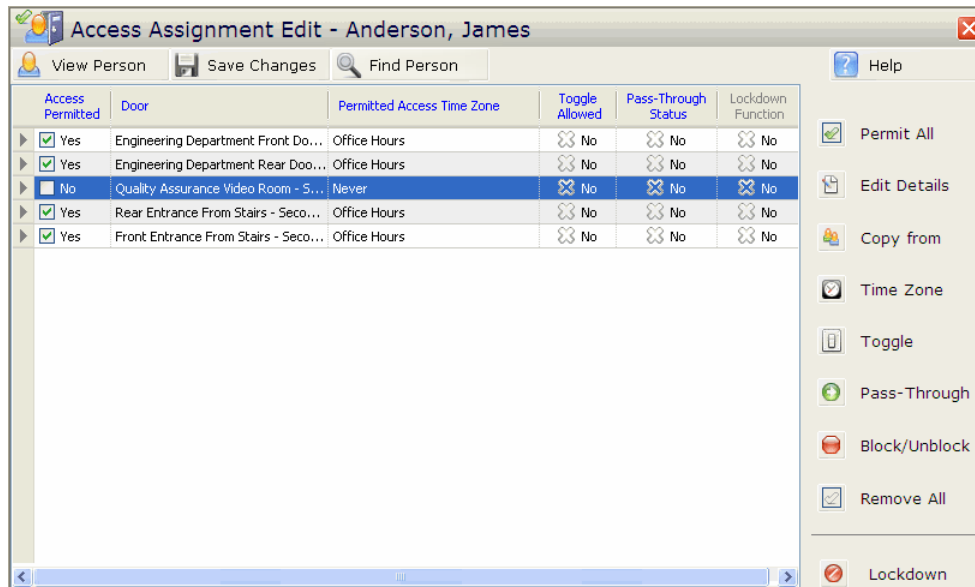 Access Assignment Edit - Anderson, James
View Person Save Changes Find Person Help
Access Permitted Door Permitted Access Time Zone Toggle Allowed Pass-Through Status Lockdown Function
Yes Engineering Department Front Do... Office Hours No No No
Yes Engineering Department Rear Doo... Office Hours No No No
No Quality Assurance Video Room - S... Never No No No
Yes Rear Entrance From Stairs - Seco... Office Hours No No No
Yes Front Entrance From Stairs - Seco... Office Hours No No No
Permit All
Edit Details
Copy from
Time Zone
Toggle
Pass-Through
Block/Unblock
Remove All
Lockdown